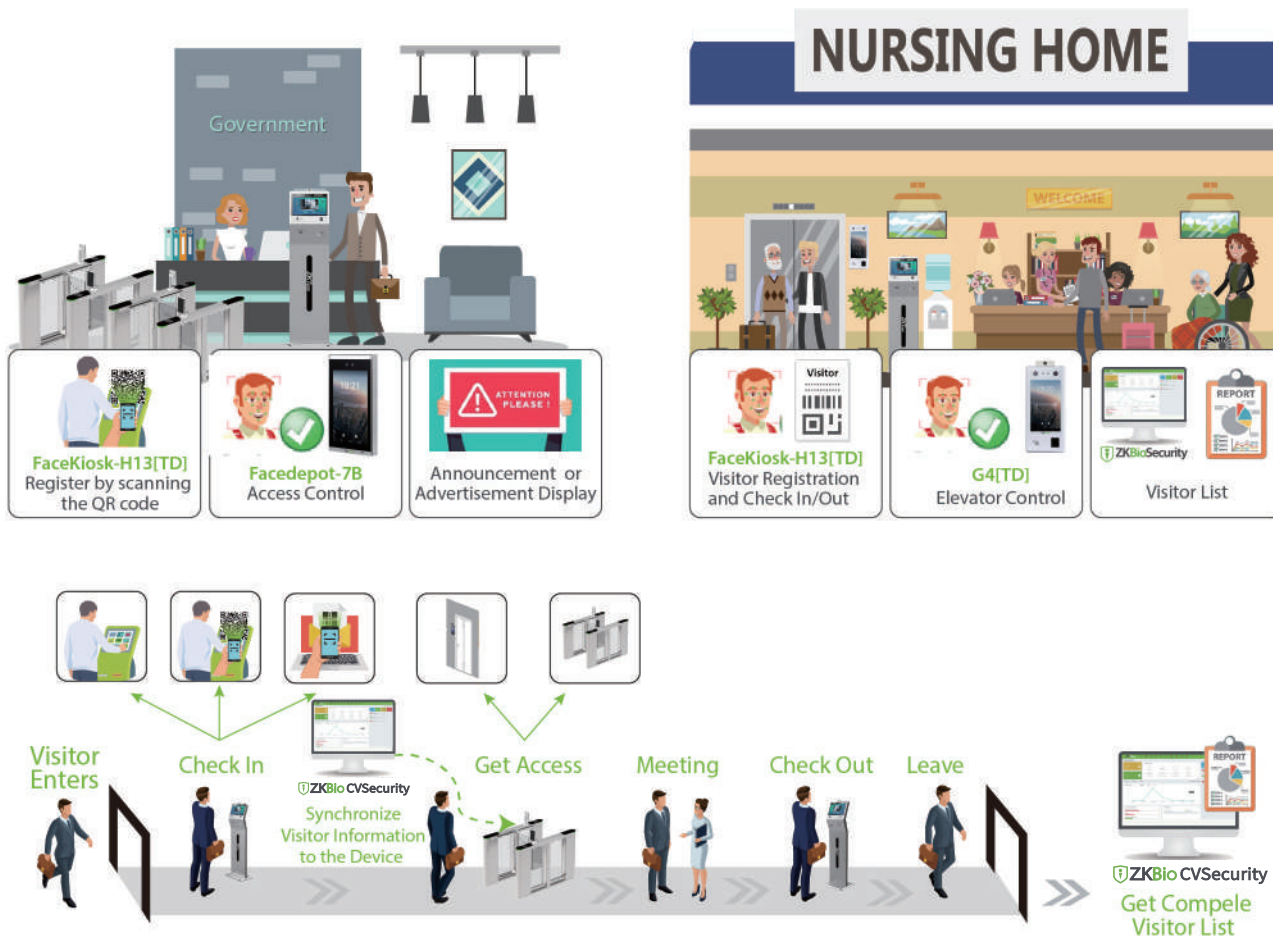 Government
FaceKiosk-H13[TD]
Register by scanning
the QR code
10:21
Facedepot-7B
Access Control
ATTENTION
PLEASE !
Announcement or
Advertisement Display
NURSING HOME
WELCOME
Visitor
FaceKiosk-H13[TD]
Visitor Registration
and Check In/Out
G4[TD]
Elevator Control
REPORT
ZKBioSecurity
Visitor List
Visitor
Enters
Check In
ZKBio CVSecurity
Synchronize
Visitor Information
to the Device
Get Access
Meeting
Check Out
Leave
REPORT
ZKBio CVSecurity
Get Compele
Visitor List